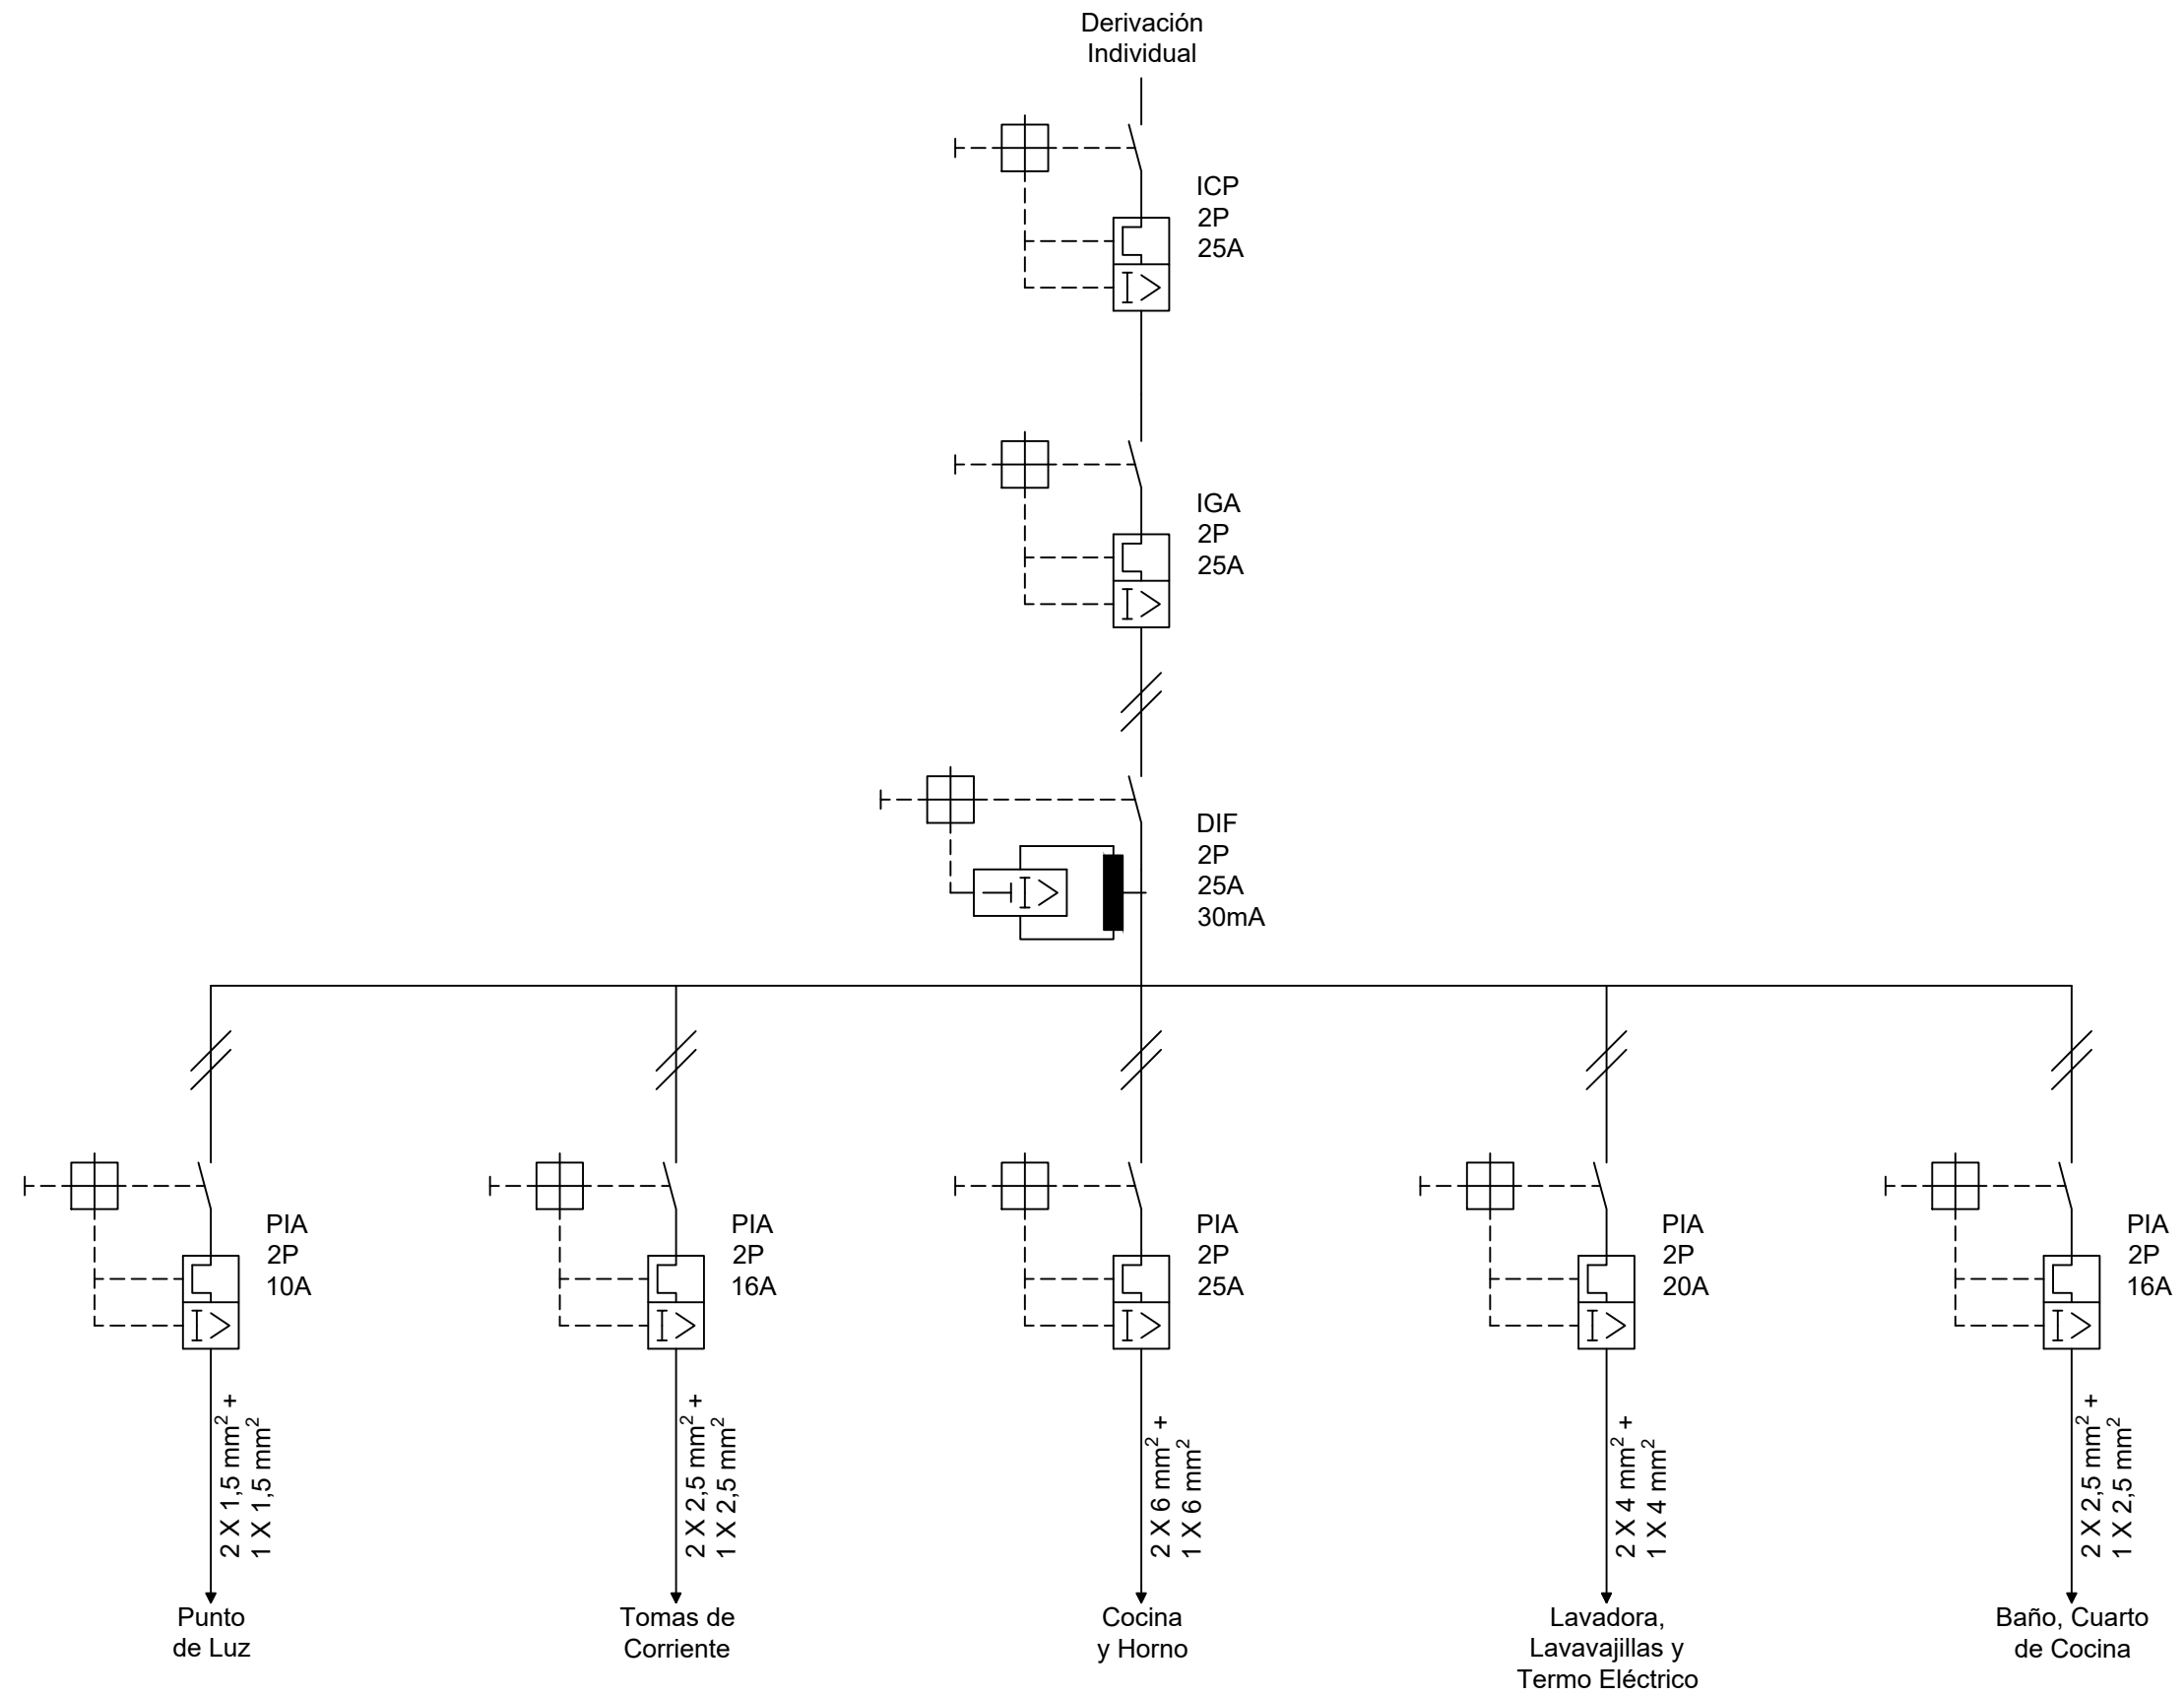 Derivación
Individual
ICP
2P
25A
IGA
2P
25A
DIF
2P
25A
30mA
PIA
2P
10A
PIA
2P
16A
PIA
2P
25A
PIA
2P
20A
PIA
2P
16A
2 X 1,5 mm² +
1 X 1,5 mm²
2 X 2,5 mm² +
1 X 2,5 mm²
2 X 6 mm² +
1 X 6 mm²
2 X 4 mm² +
1 X 4 mm²
2 X 2,5 mm² +
1 X 2,5 mm²
Punto
de Luz
Tomas de
Corriente
Cocina
y Horno
Lavadora,
Lavavajillas y
Termo Eléctrico
Baño, Cuarto
de Cocina